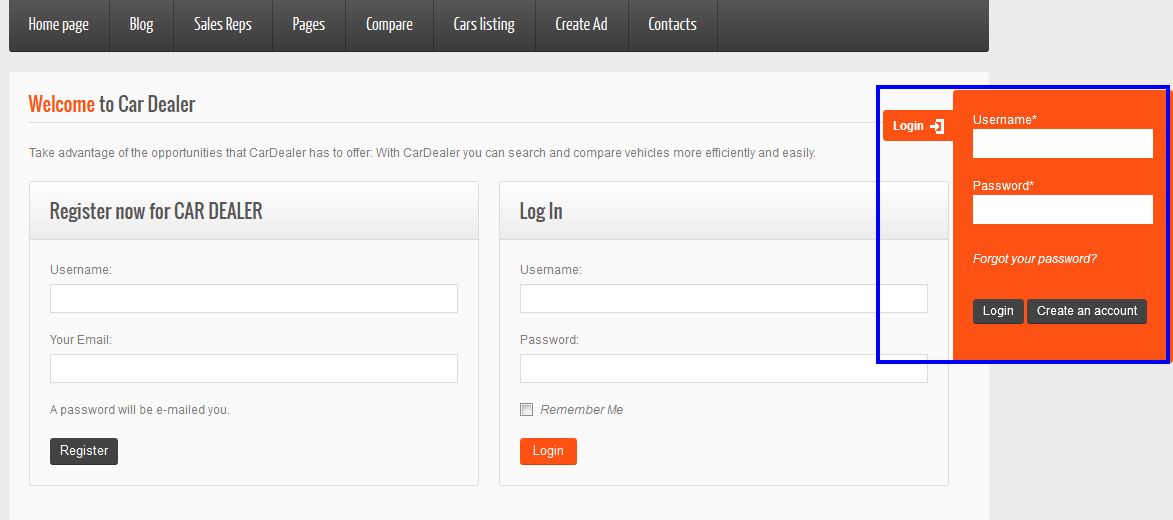 Home page Blog Sales Reps Pages Compare Cars listing Create Ad Contacts
Welcome to Car Dealer
Take advantage of the opportunities that CarDealer has to offer: With CarDealer you can search and compare vehicles more efficiently and easily.
Register now for CAR DEALER
Username:
Your Email:
A password will be e-mailed you.
Register
Log In
Username:
Password:
Remember Me
Login
Login
Username*
Password*
Forgot your password?
Login Create an account